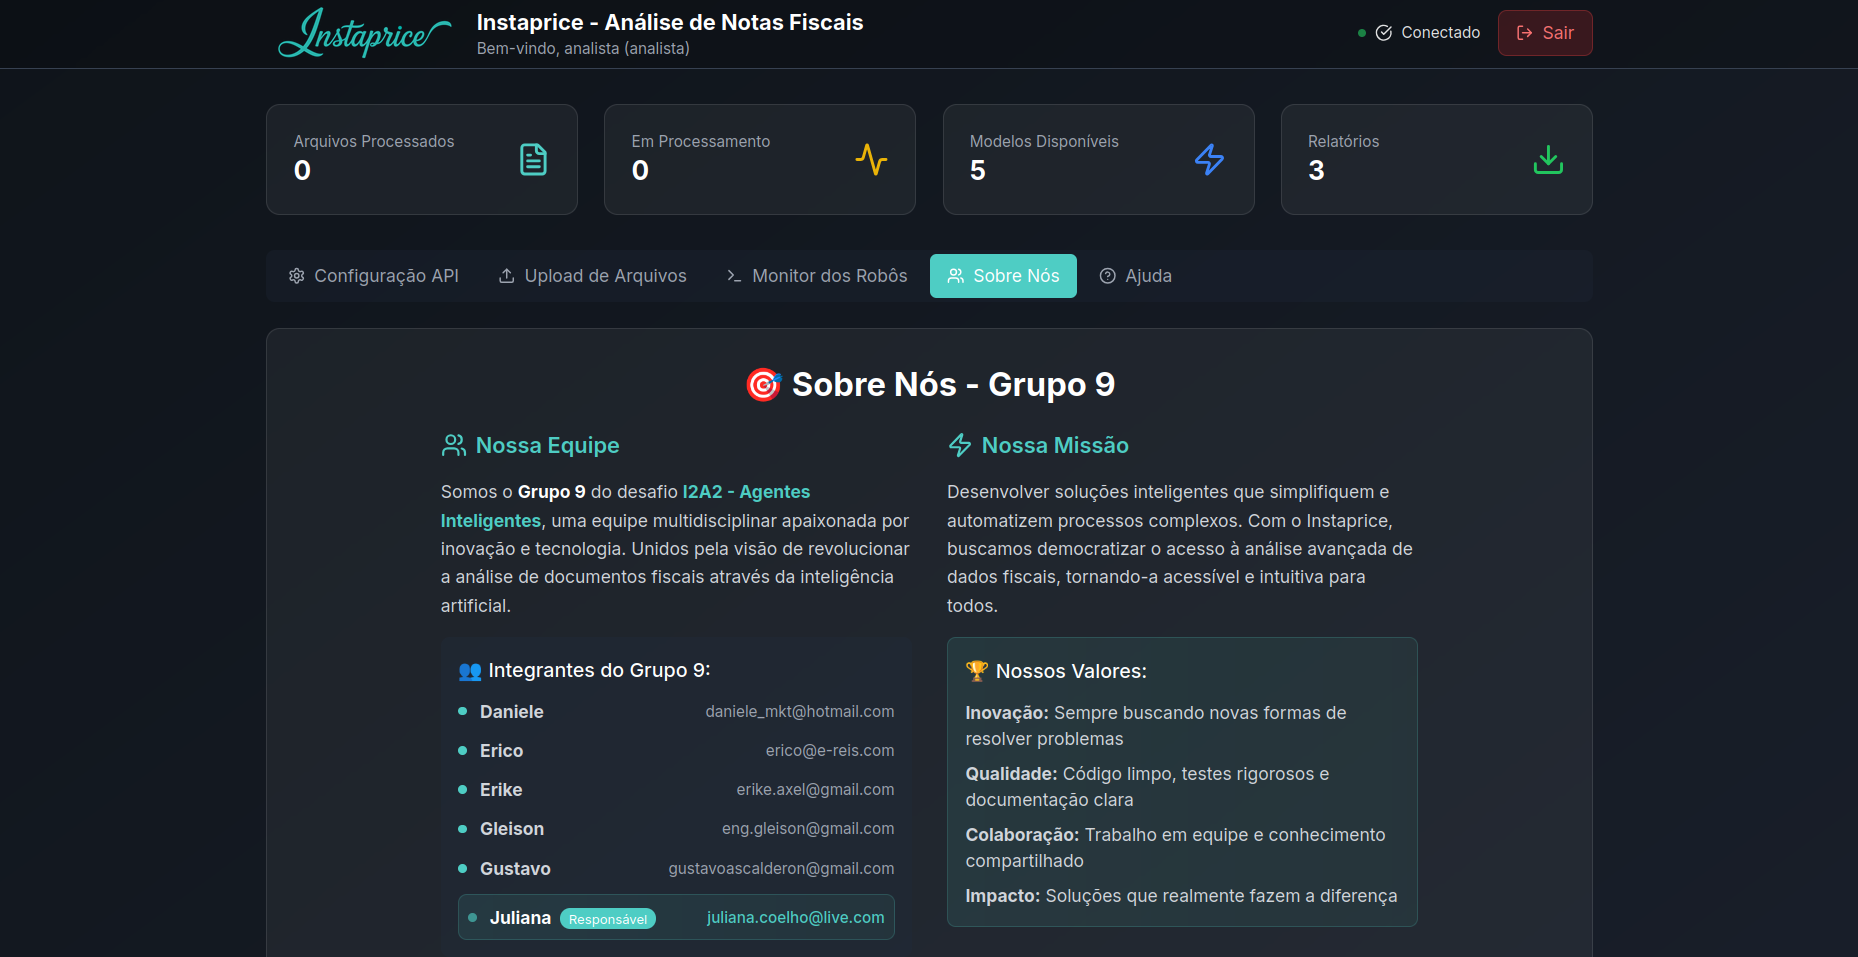 Instaprice
Instaprice - Análise de Notas Fiscais
Bem-vindo, analista (analista)
Conectado
Sair
Arquivos Processados
0
Em Processamento
0
Modelos Disponíveis
5
Relatórios
3
Configuração API
Upload de Arquivos
Monitor dos Robôs
Sobre Nós
Ajuda
Sobre Nós - Grupo 9
Nossa Equipe
Somos o Grupo 9 do desafio I2A2 - Agentes
Inteligentes, uma equipe multidisciplinar apaixonada por
inovação e tecnologia. Unidos pela visão de revolucionar
a análise de documentos fiscais através da inteligência
artificial.
Integrantes do Grupo 9:
Daniele daniele_mkt@hotmail.com
Erico erico@e-reis.com
Erike erike.axel@gmail.com
Gleison eng.gleison@gmail.com
Gustavo gustavoascalderon@gmail.com
Juliana Responsável juliana.coelho@live.com
Nossa Missão
Desenvolver soluções inteligentes que simplifiquem e
automatizem processos complexos. Com o Instaprice,
buscamos democratizar o acesso à análise avançada de
dados fiscais, tornando-a acessível e intuitiva para
todos.
Nossos Valores:
Inovação: Sempre buscando novas formas de
resolver problemas
Qualidade: Código limpo, testes rigorosos e
documentação clara
Colaboração: Trabalho em equipe e conhecimento
compartilhado
Impacto: Soluções que realmente fazem a diferença